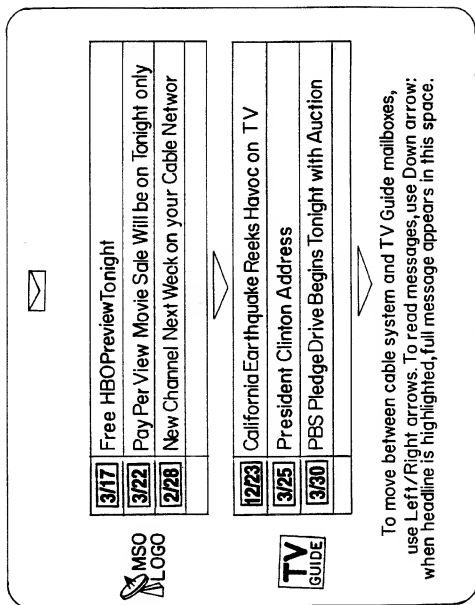 MSO
LOGO
3/17 Free HBO Preview Tonight
3/22 Pay Per View Movie Sale Will be on Tonight only
2/28 New Channel Next Weck on your Cable Networ
TV
GUIDE
12/23 California Earthquake Reeks Havoc on TV
3/25 President Clinton Address
3/30 PBS Pledge Drive Begins Tonight with Auction
To move between cable system and TV Guide mailboxes,
use Left/Right arrows. To read messages, use Down arrow;
when headline is highlighted, full message appears in this space.